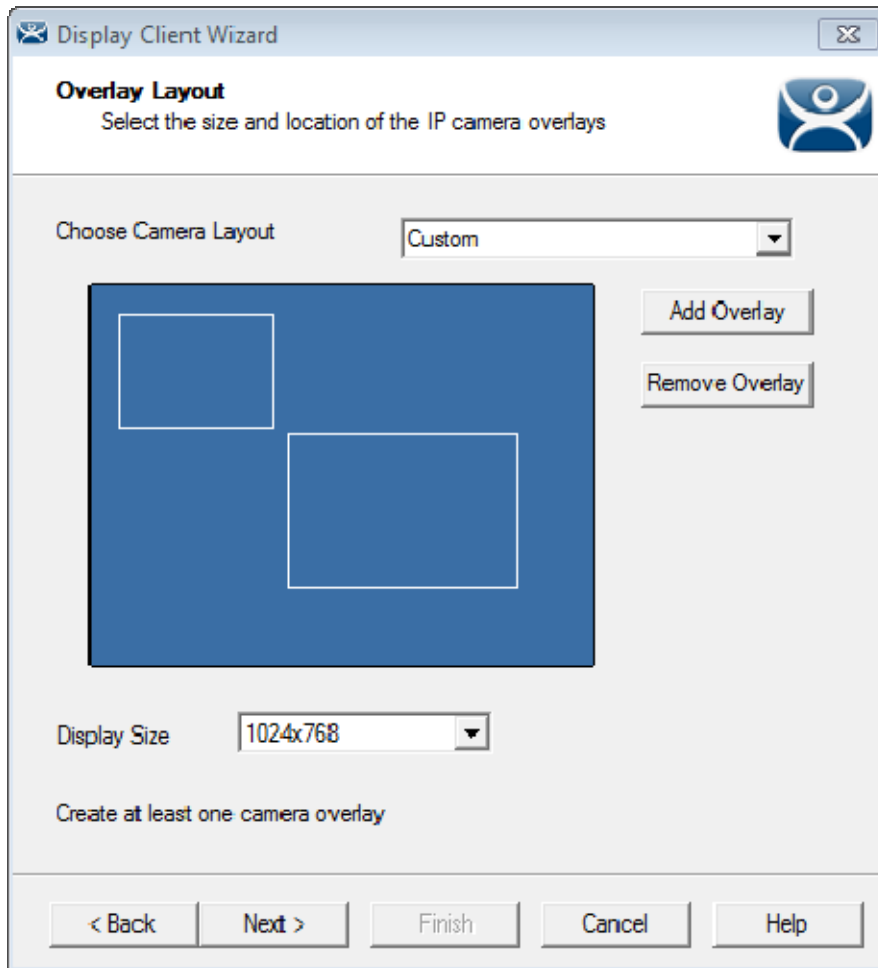 Display Client Wizard
Overlay Layout
Select the size and location of the IP camera overlays
Choose Camera Layout
Custom
Add Overlay
Remove Overlay
Display Size
1024x768
Create at least one camera overlay
< Back
Next >
Finish
Cancel
Help